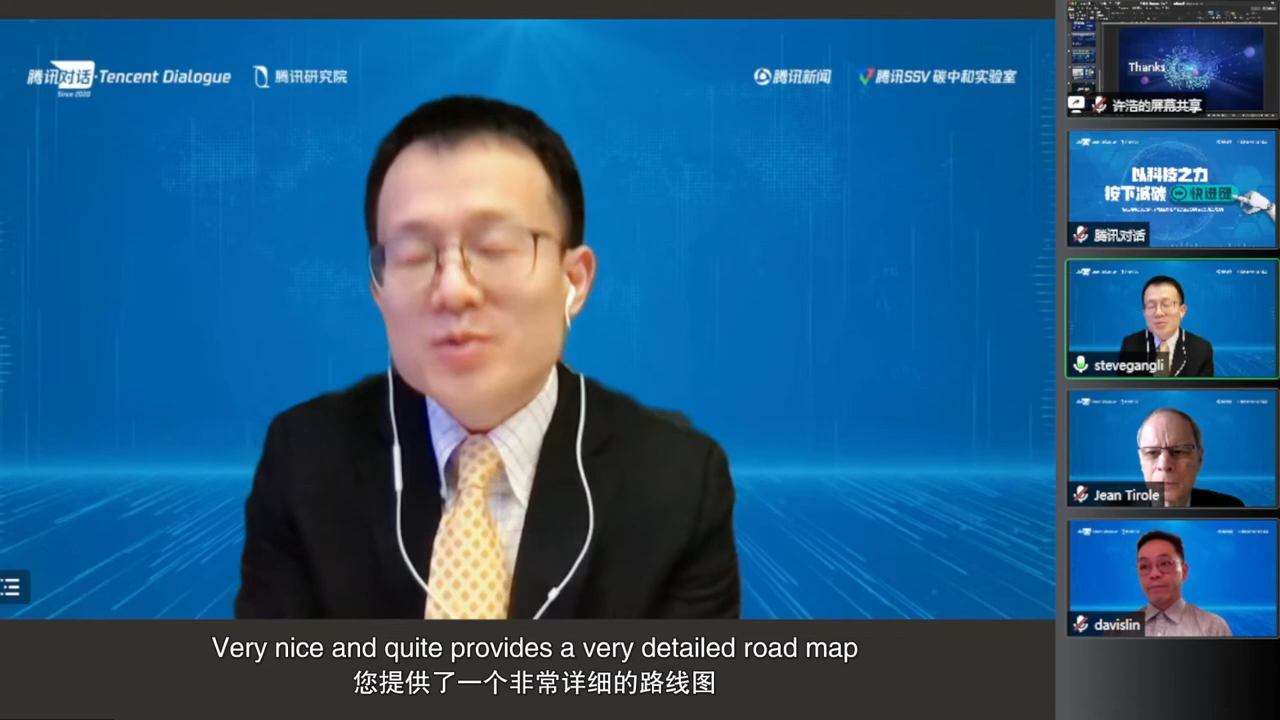 腾讯对话·Tencent Dialogue
Since 2020
腾讯研究院
腾讯新闻
腾讯SSV 碳中和实验室
Thanks
许浩的屏幕共享
以科技之力
按下减碳 快进键
腾讯对话
stevegangli
Jean Tirole
davislin
Very nice and quite provides a very detailed road map
您提供了一个非常详细的路线图